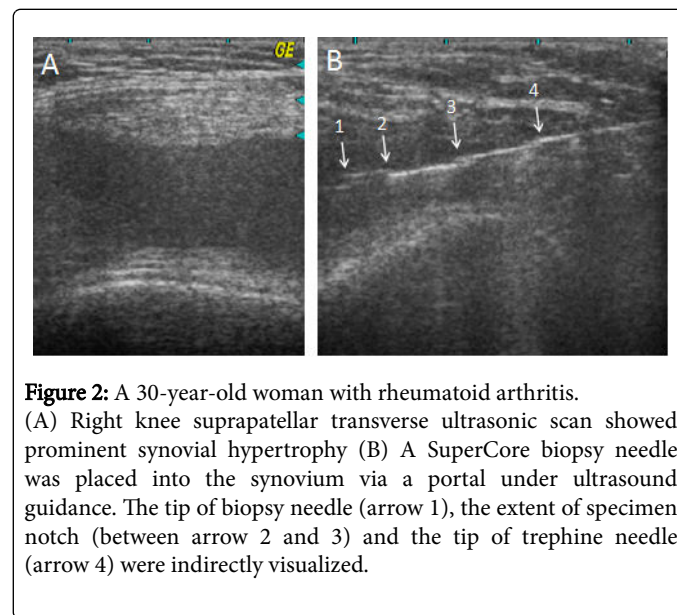 A
GE
B
1
2
3
4
Figure 2: A 30-year-old woman with rheumatoid arthritis.
(A) Right knee suprapatellar transverse ultrasonic scan showed
prominent synovial hypertrophy (B) A SuperCore biopsy needle
was placed into the synovium via a portal under ultrasound
guidance. The tip of biopsy needle (arrow 1), the extent of specimen
notch (between arrow 2 and 3) and the tip of trephine needle
(arrow 4) were indirectly visualized.